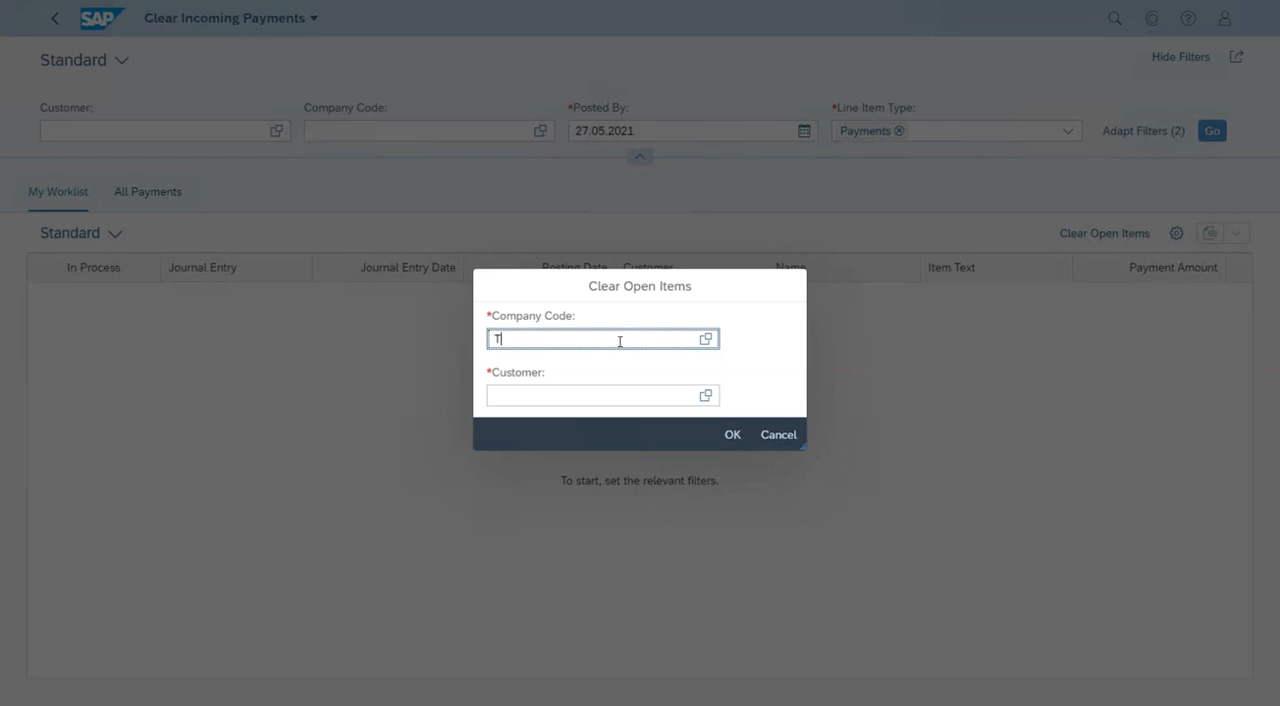 SAP Clear Incoming Payments
Standard
Hide Filters
Customer: Company Code: *Posted By: *Line Item Type:
27.05.2021 Payments Adapt Filters (2) Go
My Worklist All Payments
Standard
Clear Open Items
In Process Journal Entry Journal Entry Date Posting Date Customer Name Item Text Payment Amount
Clear Open Items
*Company Code:
T
*Customer:
OK Cancel
To start, set the relevant filters.